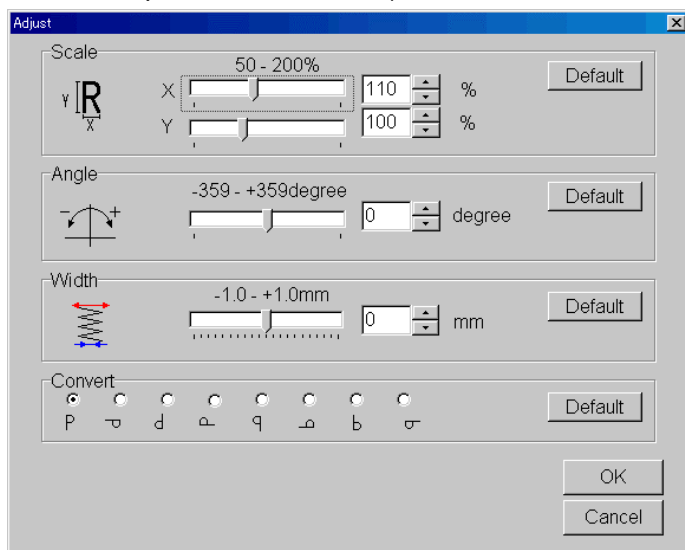 Adjust
Scale
50 - 200%
Y R X
X 110 % Default
Y 100 %
Angle
-359 - +359degree
- + 0 degree Default
Width
-1.0 - +1.0mm
0 mm Default
Convert
P Default
OK
Cancel